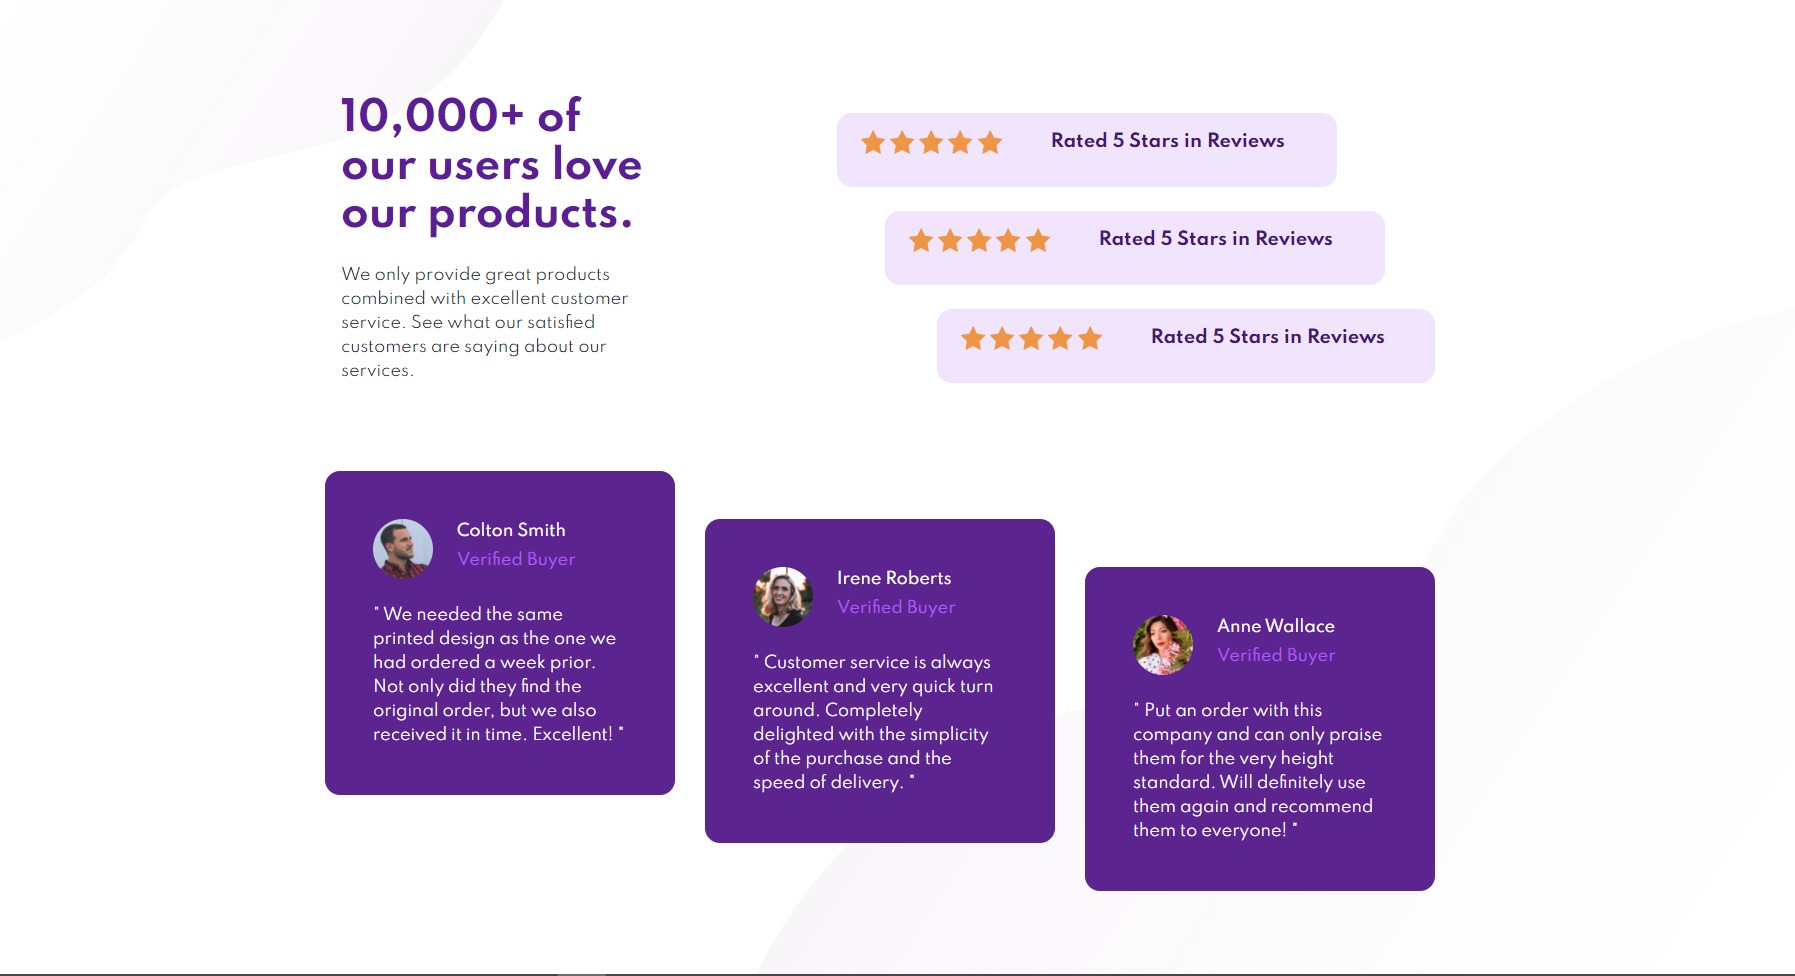 10,000+ of
our users love
our products.
We only provide great products
combined with excellent customer
service. See what our satisfied
customers are saying about our
services.
Rated 5 Stars in Reviews
Rated 5 Stars in Reviews
Rated 5 Stars in Reviews
Colton Smith
Verified Buyer
" We needed the same
printed design as the one we
had ordered a week prior.
Not only did they find the
original order, but we also
received it in time. Excellent! "
Irene Roberts
Verified Buyer
" Customer service is always
excellent and very quick turn
around. Completely
delighted with the simplicity
of the purchase and the
speed of delivery. "
Anne Wallace
Verified Buyer
" Put an order with this
company and can only praise
them for the very height
standard. Will definitely use
them again and recommend
them to everyone! "